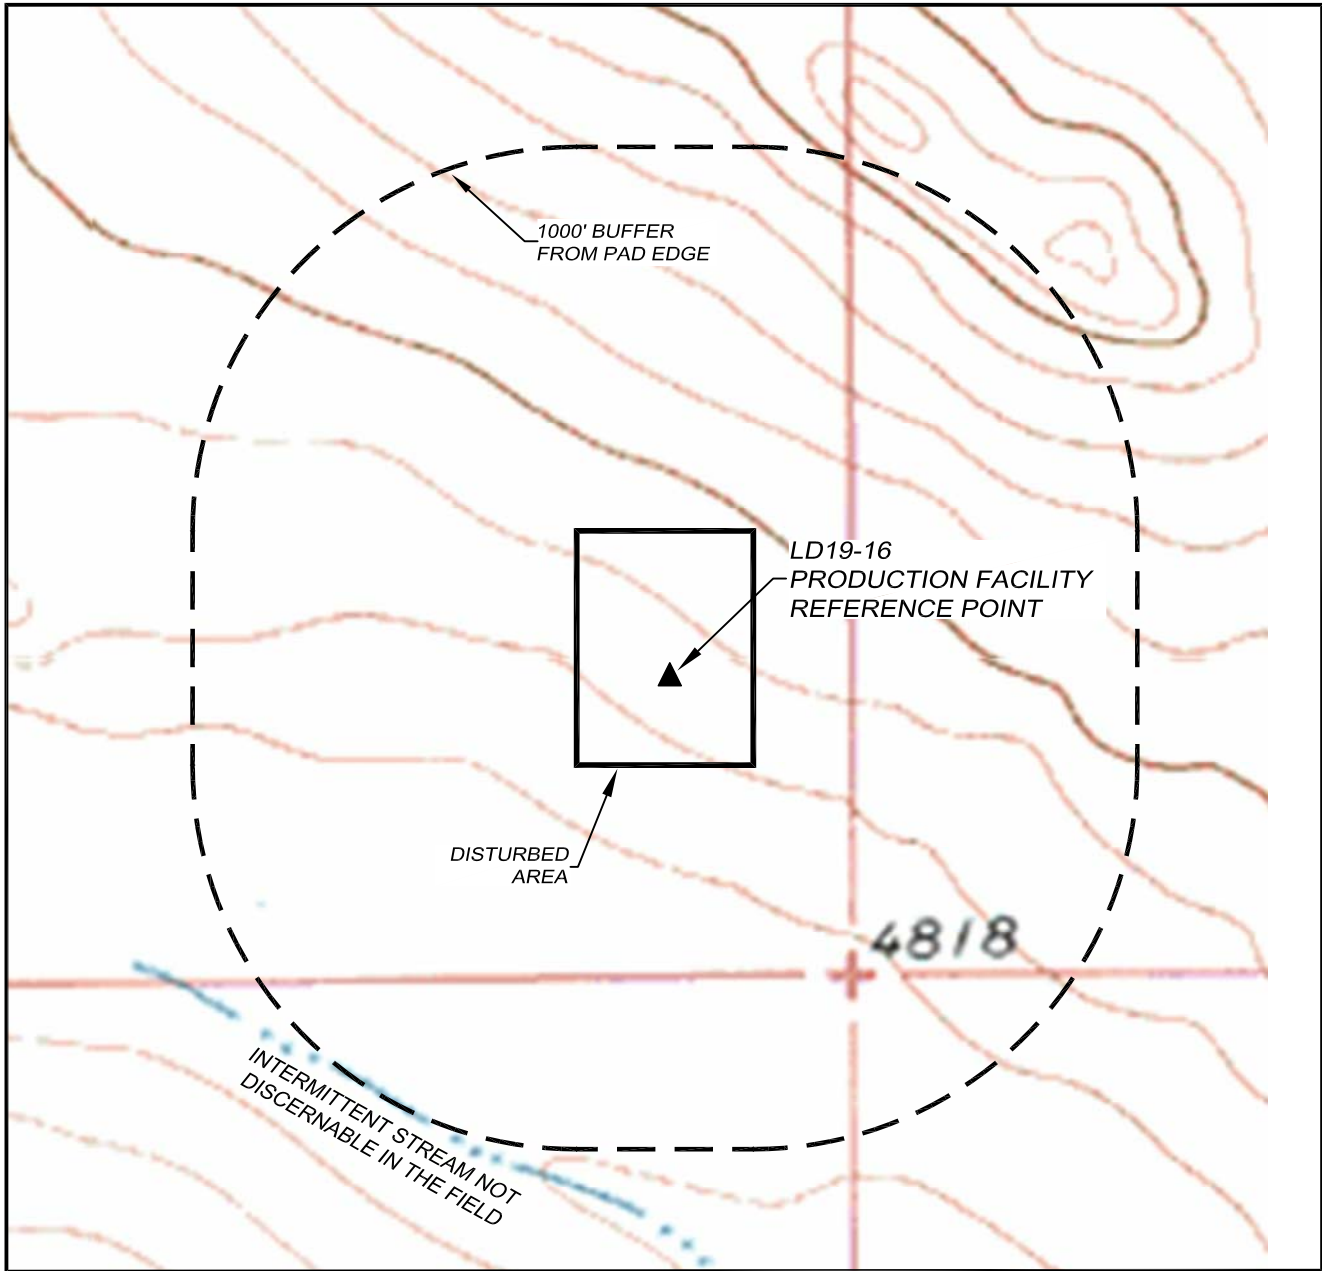 1000' BUFFER
FROM PAD EDGE
LD19-16
PRODUCTION FACILITY
REFERENCE POINT
DISTURBED
AREA
4818
INTERMITTENT STREAM NOT
DISCERNABLE IN THE FIELD